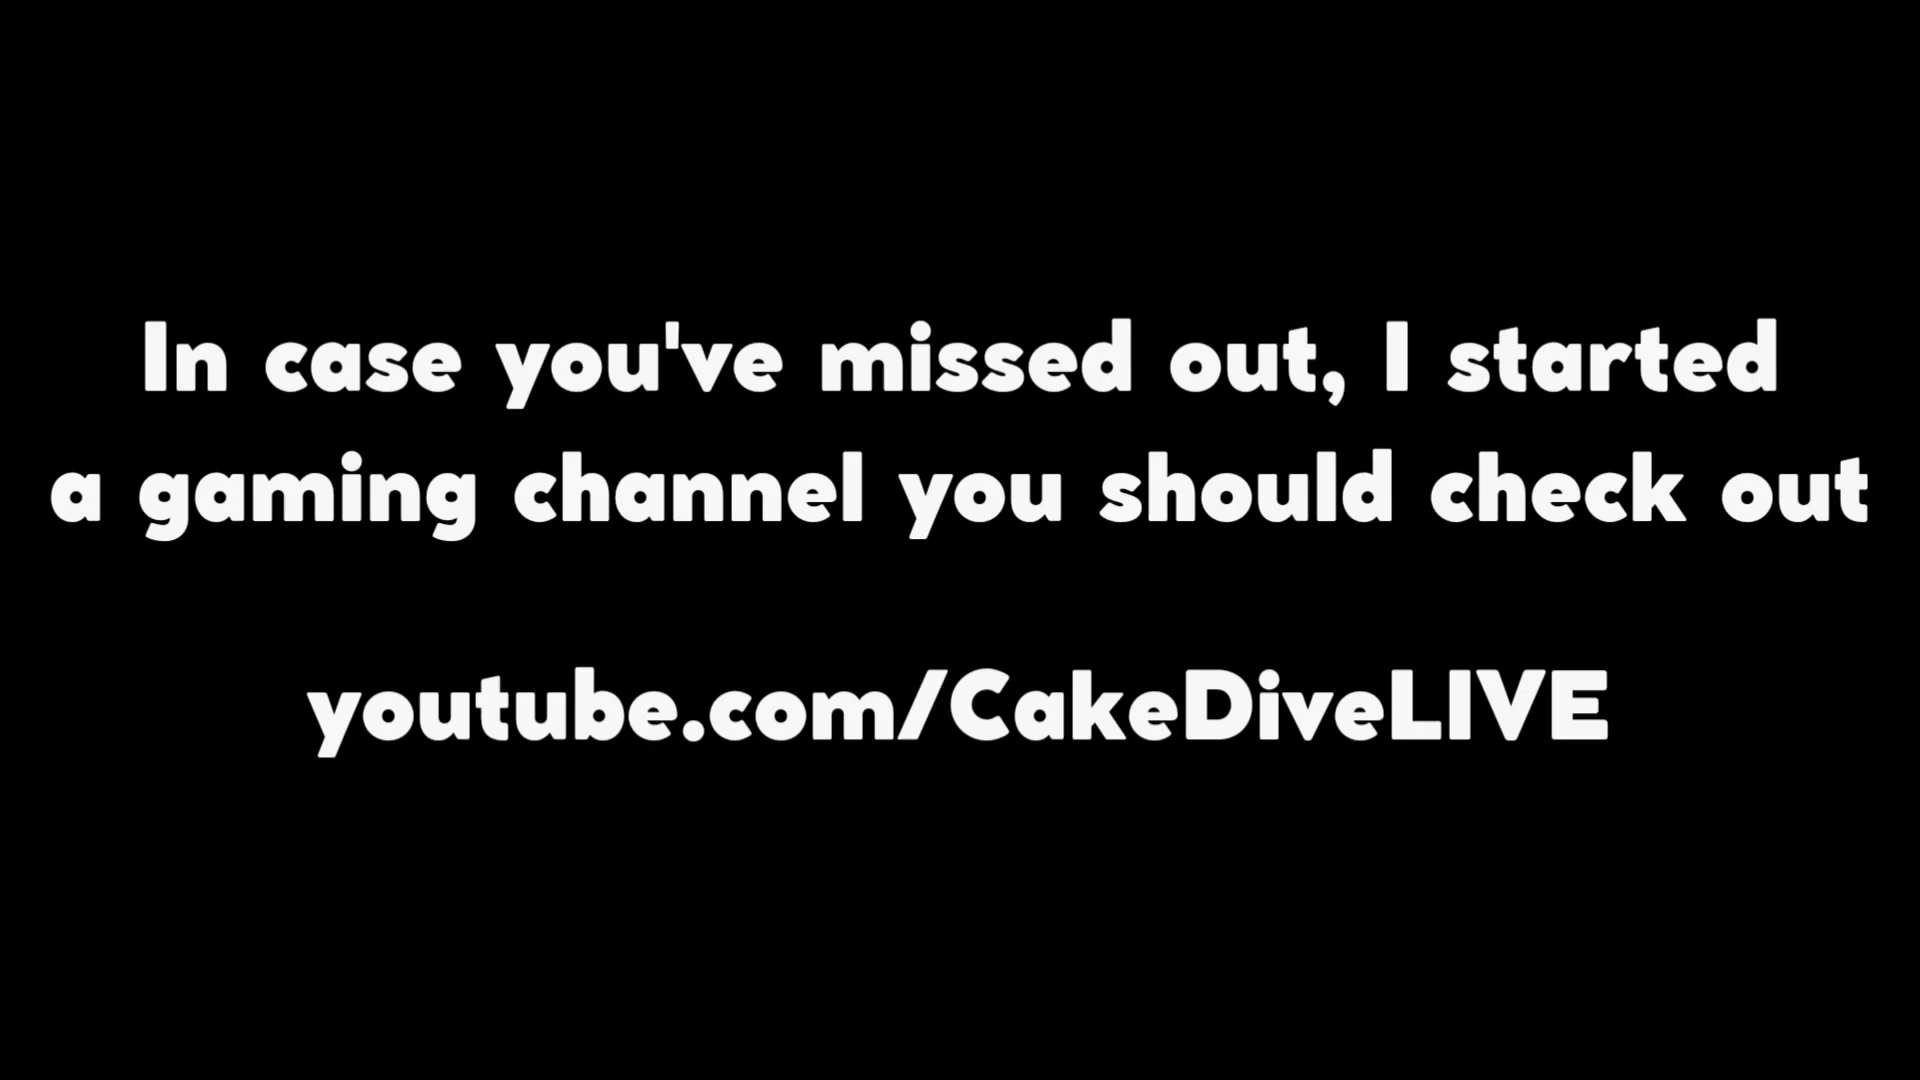 In case you've missed out, I started
a gaming channel you should check out
youtube.com/CakeDiveLIVE